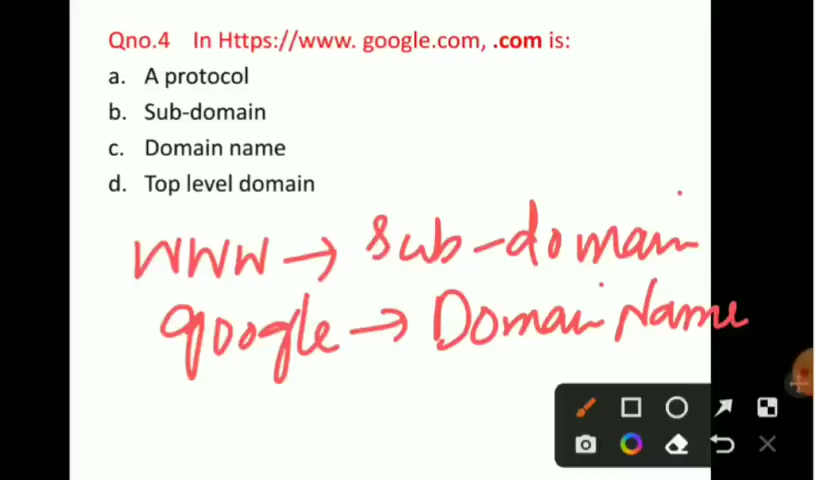 Qno.4 In Https://www. google.com, .com is:
a. A protocol
b. Sub-domain
c. Domain name
d. Top level domain
WWW → Sub-domain
google → Domain Name